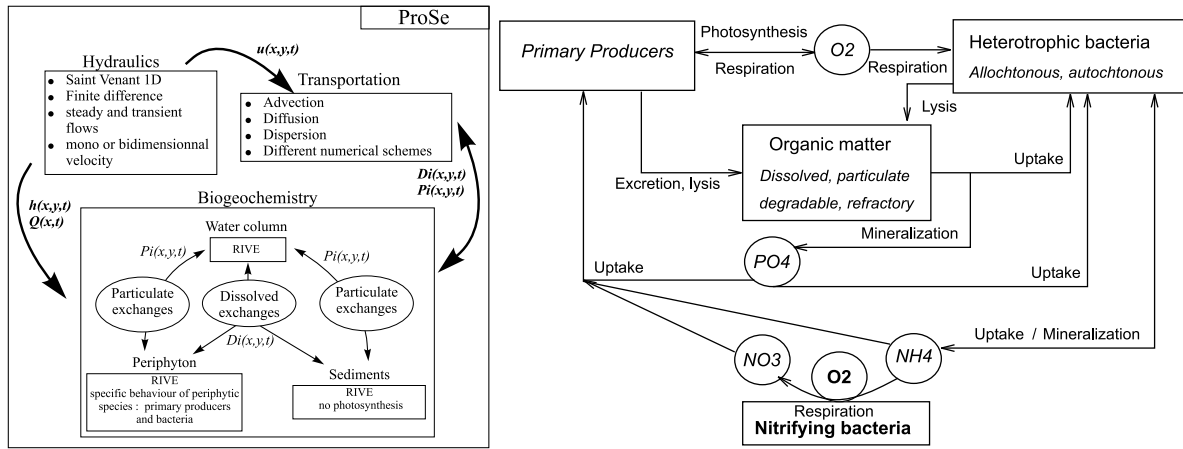 ProSe
u(x,y,t)
Hydraulics
• Saint Venant 1D
• Finite difference
• steady and transient
flows
• mono or bidimensionnal
velocity
Transportation
• Advection
• Diffusion
• Dispersion
• Different numerical schemes
Di(x,y,t)
Pi(x,y,t)
h(x,y,t)
Q(x,t)
Biogeochemistry
Water column
RIVE
Pi(x,y,t)
Pi(x,y,t)
Particulate
exchanges
Dissolved
exchanges
Particulate
exchanges
Di(x,y,t)
Periphyton
RIVE
specific behaviour of periphytic
species : primary producers
and bacteria
Sediments
RIVE
no photosynthesis
Primary Producers
Photosynthesis
Respiration
O2
Respiration
Heterotrophic bacteria
Allochtonous, autochtonous
Lysis
Organic matter
Dissolved, particulate
degradable, refractory
Excretion, lysis
Uptake
Mineralization
PO4
Uptake
Uptake
Uptake / Mineralization
NO3
NH4
O2
Respiration
Nitrifying bacteria